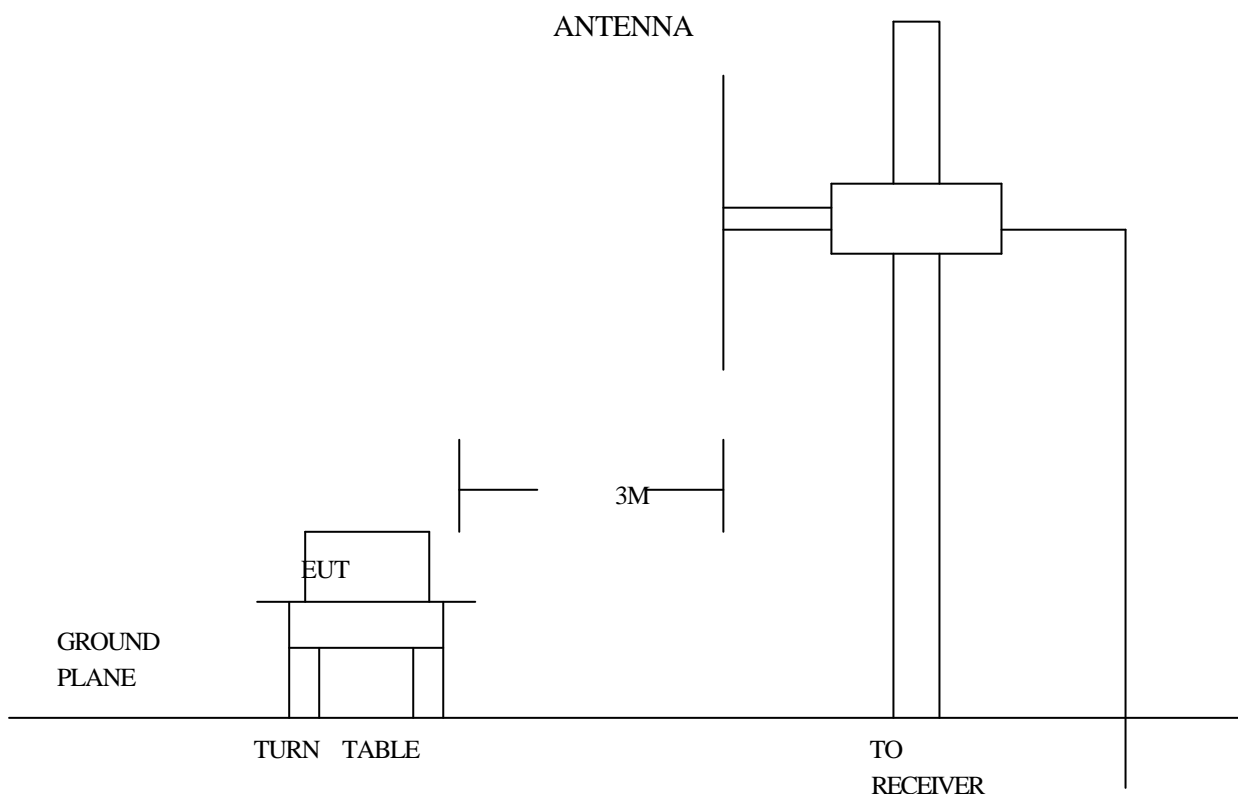 ANTENNA
3M
EUT
GROUND
PLANE
TURN TABLE
TO
RECEIVER